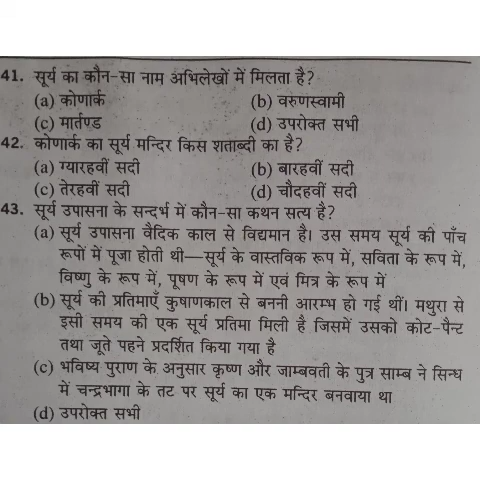 41. सूर्य का कौन-सा नाम अभिलेखों में मिलता है?
(a) कोणार्क (b) वरुणस्वामी
(c) मार्तण्ड (d) उपरोक्त सभी
42. कोणार्क का सूर्य मन्दिर किस शताब्दी का है?
(a) ग्यारहवीं सदी (b) बारहवीं सदी
(c) तेरहवीं सदी (d) चौदहवीं सदी
43. सूर्य उपासना के सन्दर्भ में कौन-सा कथन सत्य है?
(a) सूर्य उपासना वैदिक काल से विद्यमान है। उस समय सूर्य की पाँच
रूपों में पूजा होती थी—सूर्य के वास्तविक रूप में, सविता के रूप में,
विष्णु के रूप में, पूषण के रूप में एवं मित्र के रूप में
(b) सूर्य की प्रतिमाएँ कुषाणकाल से बननी आरम्भ हो गई थीं। मथुरा से
इसी समय की एक सूर्य प्रतिमा मिली है जिसमें उसको कोट-पैन्ट
तथा जूते पहने प्रदर्शित किया गया है
(c) भविष्य पुराण के अनुसार कृष्ण और जाम्बवती के पुत्र साम्ब ने सिन्ध
में चन्द्रभागा के तट पर सूर्य का एक मन्दिर बनवाया था
(d) उपरोक्त सभी